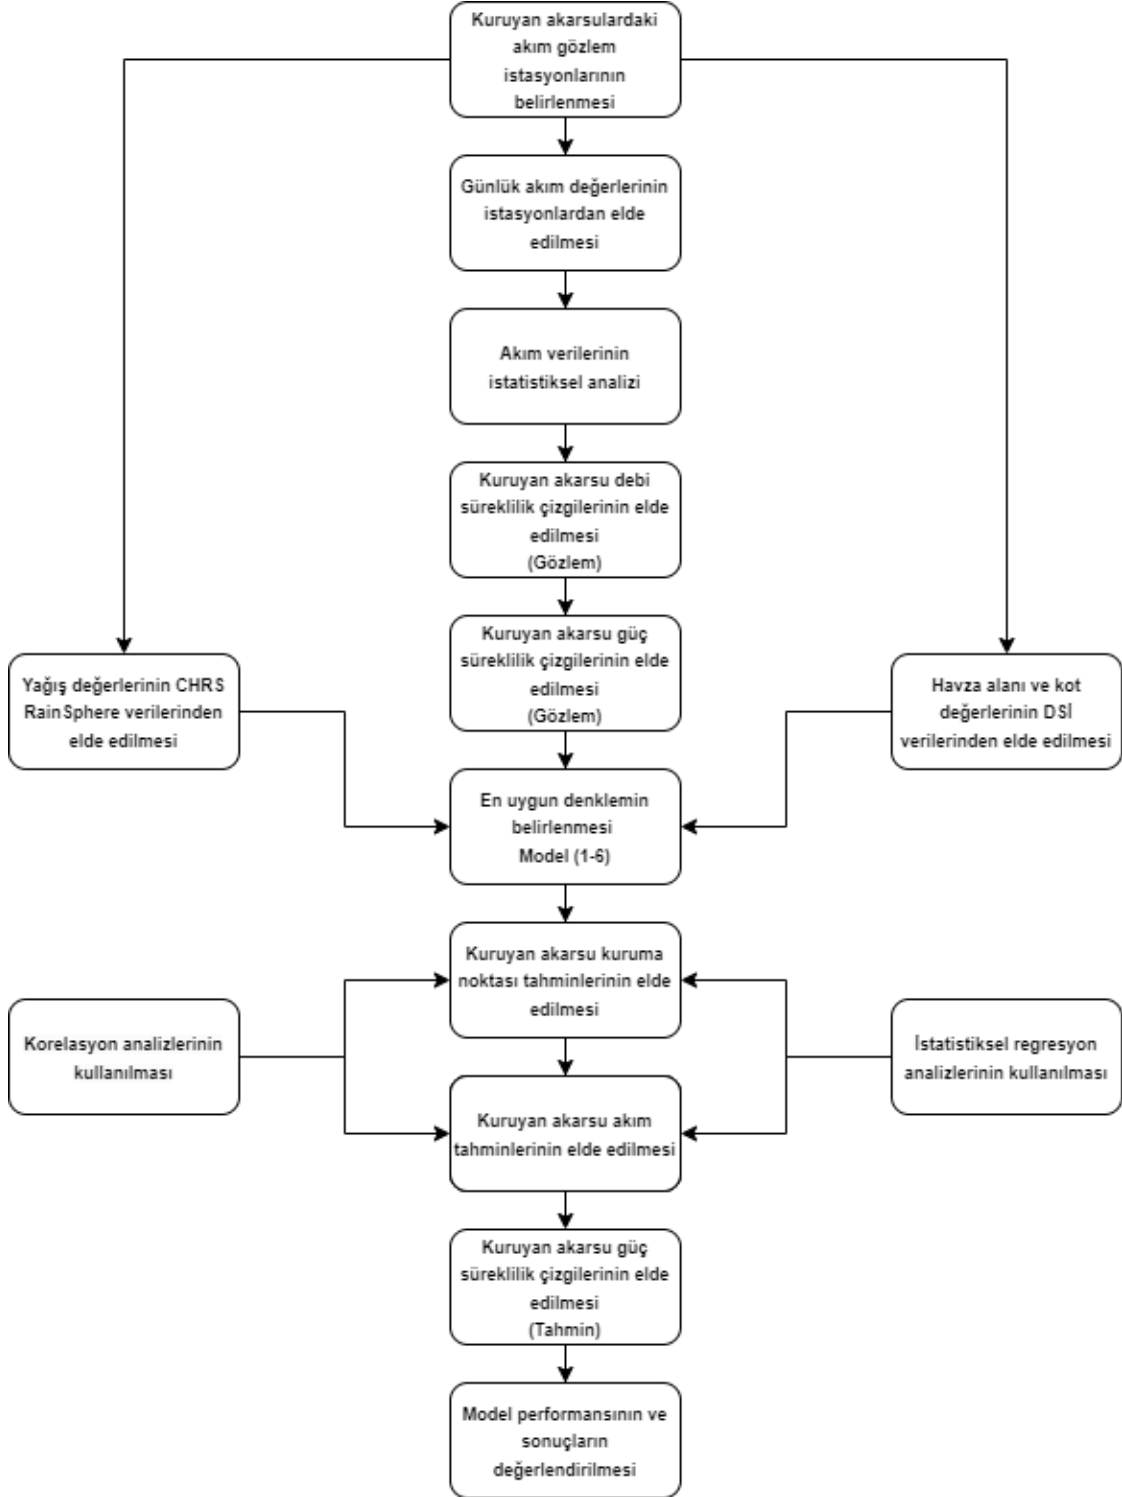 Kuruyan akarsulardaki
akım gözlem
istasyonlarının
belirlenmesi
Günlük akım değerlerinin
istasyonlardan elde
edilmesi
Akım verilerinin
istatistiksel analizi
Kuruyan akarsu debi
süreklilik çizgilerinin elde
edilmesi
(Gözlem)
Kuruyan akarsu güç
süreklilik çizgilerinin elde
edilmesi
(Gözlem)
Yağış değerlerinin CHRS
RainSphere verilerinden
elde edilmesi
Havza alanı ve kot
değerlerinin DSİ
verilerinden elde edilmesi
En uygun denklemin
belirlenmesi
Model (1-6)
Kuruyan akarsu kuruma
noktası tahminlerinin elde
edilmesi
Korelasyon analizlerinin
kullanılması
İstatistiksel regresyon
analizlerinin kullanılması
Kuruyan akarsu akım
tahminlerinin elde edilmesi
Kuruyan akarsu güç
süreklilik çizgilerinin elde
edilmesi
(Tahmin)
Model performansının ve
sonuçların
değerlendirilmesi